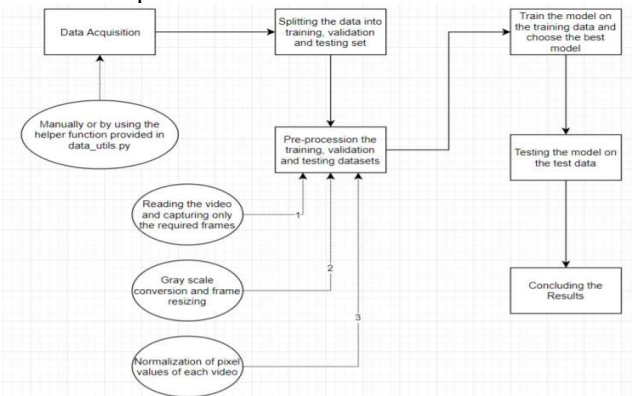 Data Acquisition
Splitting the data into
training, validation
and testing set
Train the model on
the training data and
choose the best
model
Manually or by using the
helper function provided in
data_utils.py
Pre-procession the
training, validation
and testing datasets
Testing the model on
the test data
Reading the video
and capturing only
the required frames
1
Gray scale
conversion and frame
resizing
2
Concluding the
Results
3
Normalization of pixel
values of each video